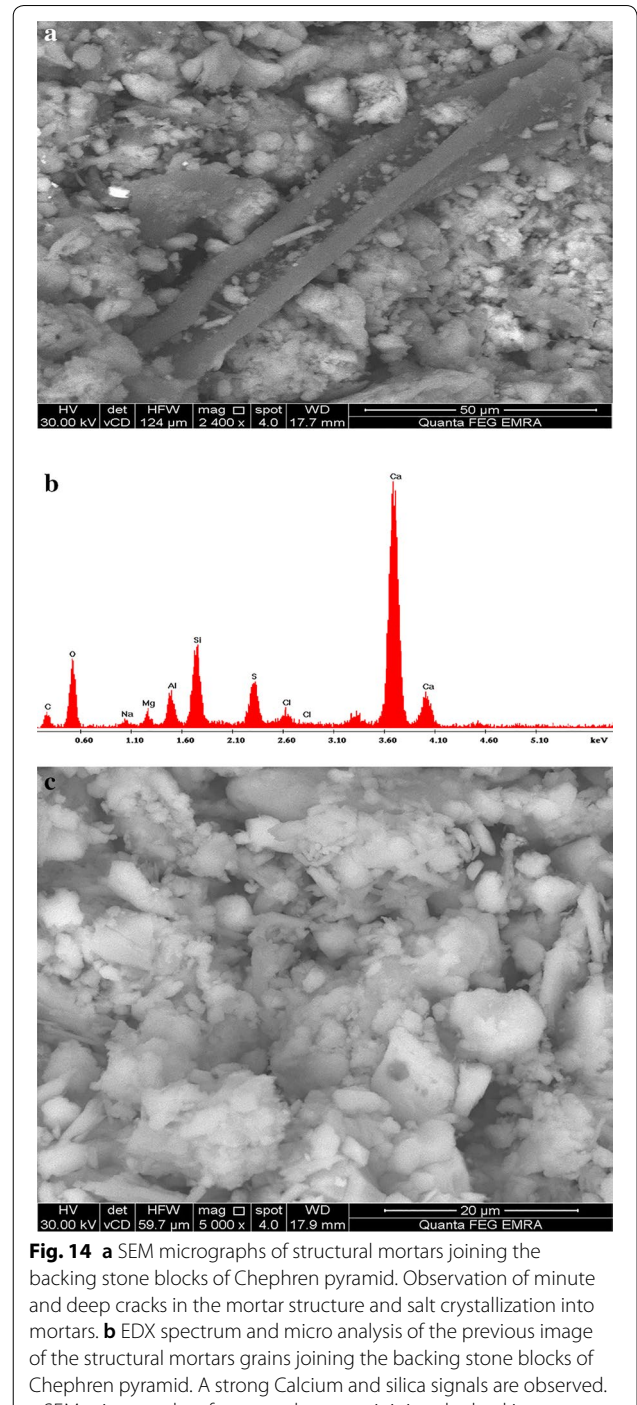 a
HV det HFW mag □ spot WD 50 µm
30.00 kV vCD 124 µm 2 400 x 4.0 17.7 mm Quanta FEG EMRA
b
Ca
O
Si
S
Al
Ca
C
Na
Mg
Cl
Cl
0.60 1.10 1.60 2.10 2.60 3.10 3.60 4.10 4.60 5.10 keV
c
HV det HFW mag □ spot WD 20 µm
30.00 kV vCD 59.7 µm 5 000 x 4.0 17.9 mm Quanta FEG EMRA
Fig. 14 a SEM micrographs of structural mortars joining the
backing stone blocks of Chephren pyramid. Observation of minute
and deep cracks in the mortar structure and salt crystallization into
mortars. b EDX spectrum and micro analysis of the previous image
of the structural mortars grains joining the backing stone blocks of
Chephren pyramid. A strong Calcium and silica signals are observed.